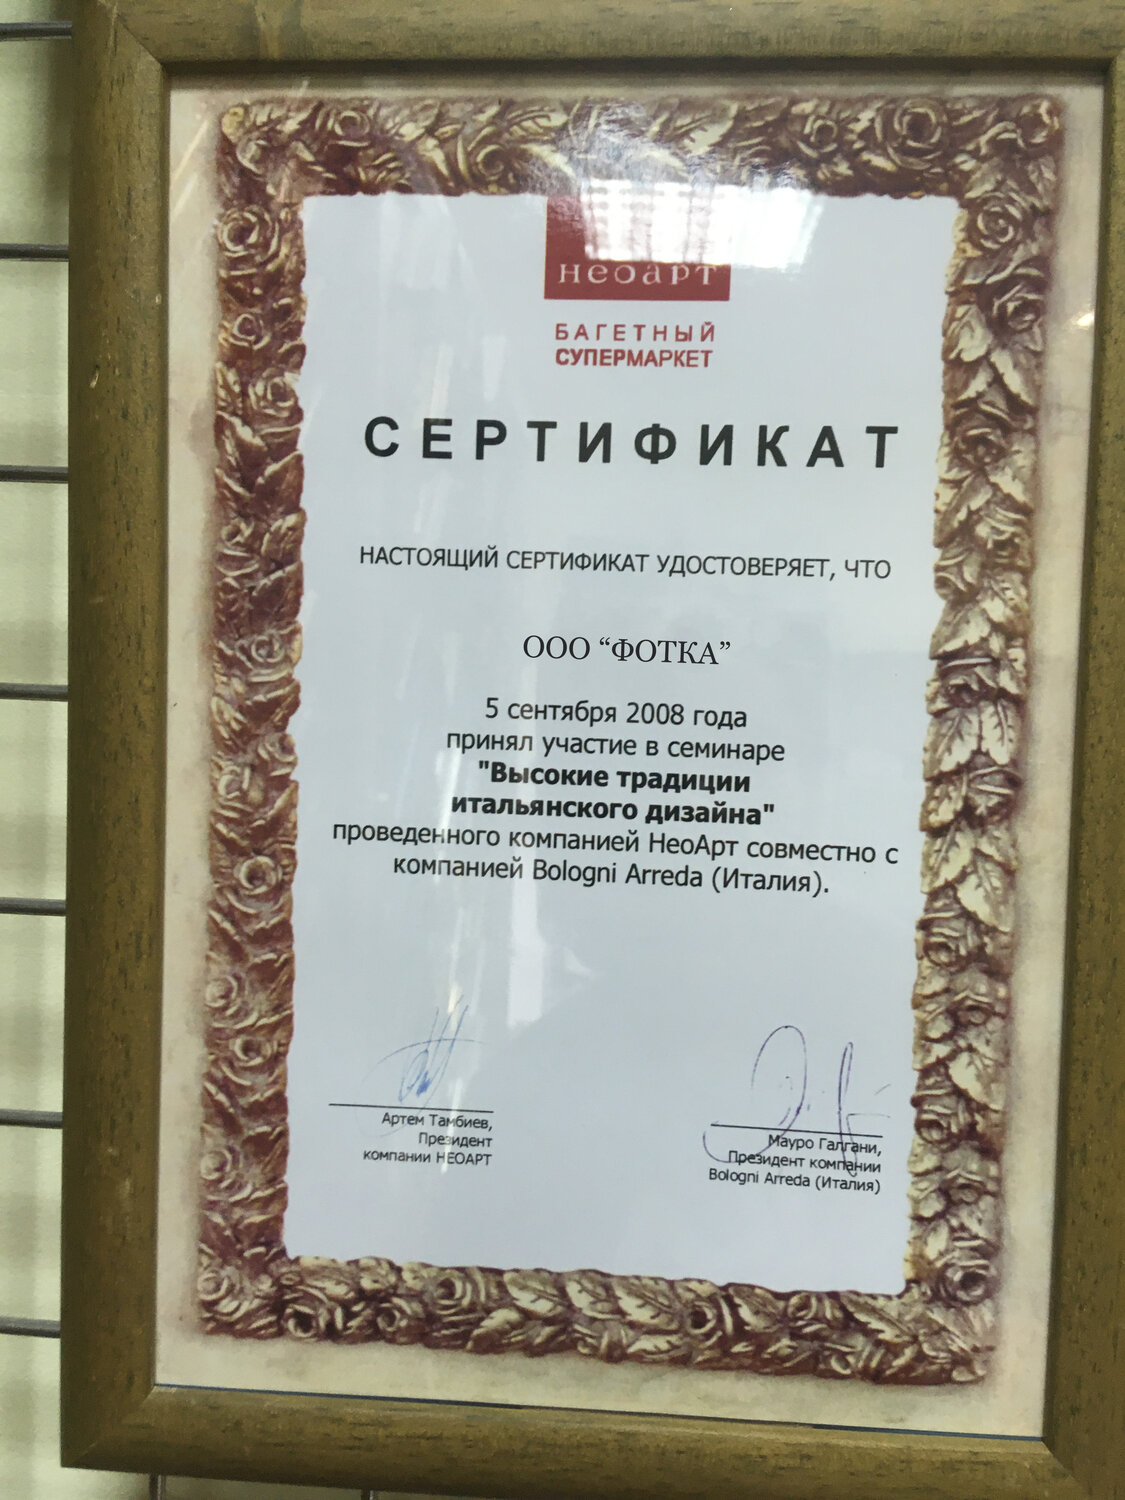 неоарт
БАГЕТНЫЙ
СУПЕРМАРКЕТ
СЕРТИФИКАТ
НАСТОЯЩИЙ СЕРТИФИКАТ УДОСТОВЕРЯЕТ, ЧТО
ООО “ФОТКА”
5 сентября 2008 года
принял участие в семинаре
"Высокие традиции
итальянского дизайна"
проведенного компанией НеоАрт совместно с
компанией Bologni Arreda (Италия).
Артем Тамбиев,
Президент
компании НЕОАРТ
Мауро Галгани,
Президент компании
Bologni Arreda (Италия)